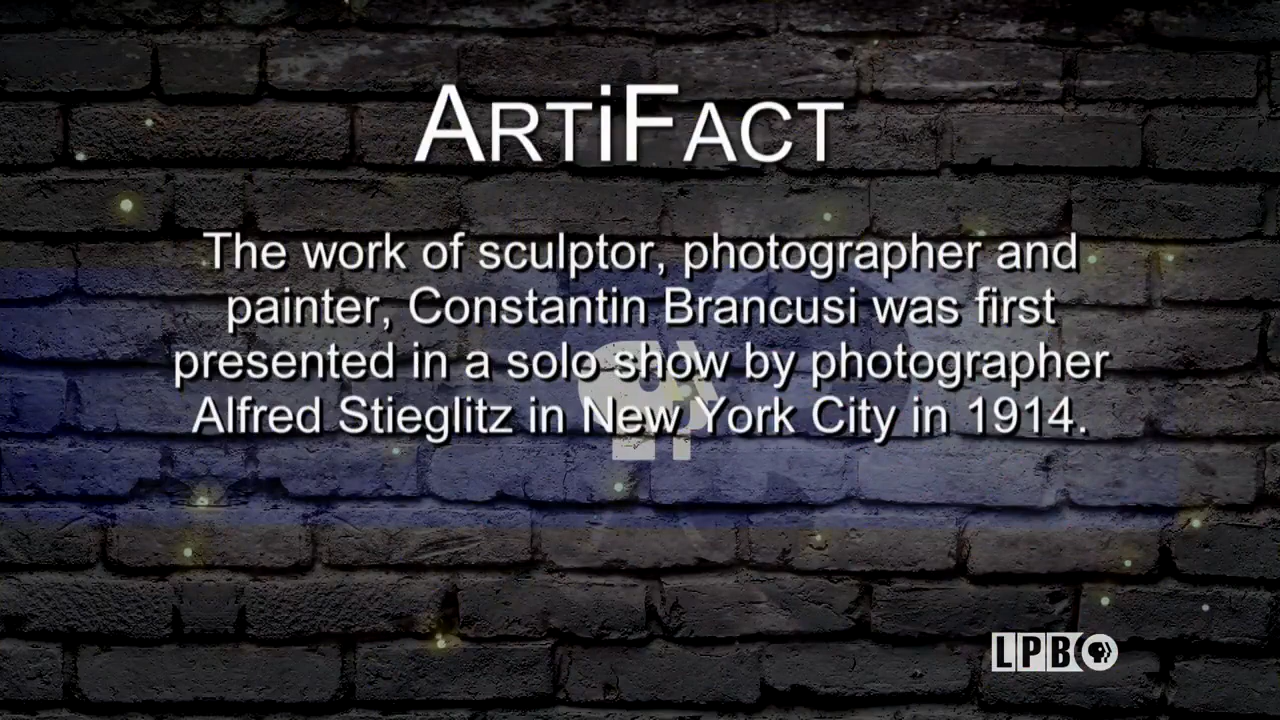 ARTiFACT
The work of sculptor, photographer and
painter, Constantin Brancusi was first
presented in a solo show by photographer
Alfred Stieglitz in New York City in 1914.
LPB